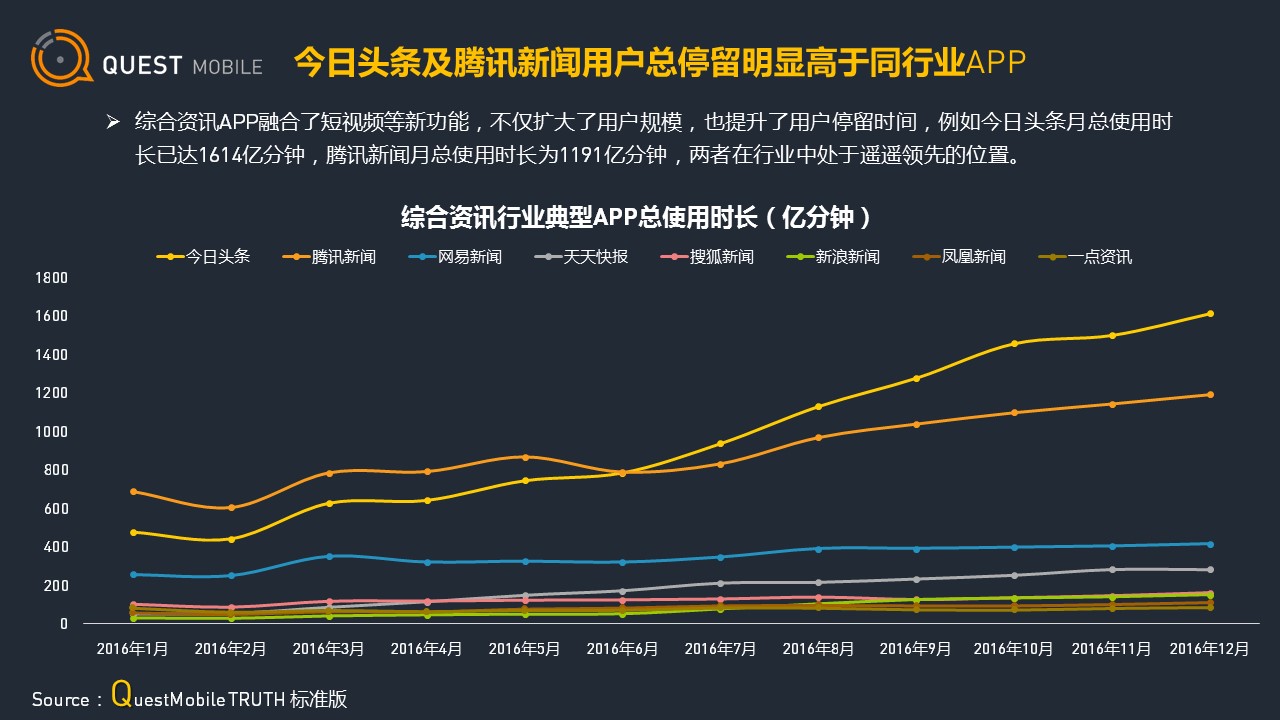 QUEST MOBILE
今日头条及腾讯新闻用户总停留明显高于同行业APP
综合资讯APP融合了短视频等新功能，不仅扩大了用户规模，也提升了用户停留时间，例如今日头条月总使用时
长已达1614亿分钟，腾讯新闻月总使用时长为1191亿分钟，两者在行业中处于遥遥领先的位置。
综合资讯行业典型APP总使用时长（亿分钟）
今日头条 腾讯新闻 网易新闻 天天快报 搜狐新闻 新浪新闻 凤凰新闻 一点资讯
1800
1600
1400
1200
1000
800
600
400
200
0
2016年1月 2016年2月 2016年3月 2016年4月 2016年5月 2016年6月 2016年7月 2016年8月 2016年9月 2016年10月 2016年11月 2016年12月
Source：QuestMobile TRUTH 标准版